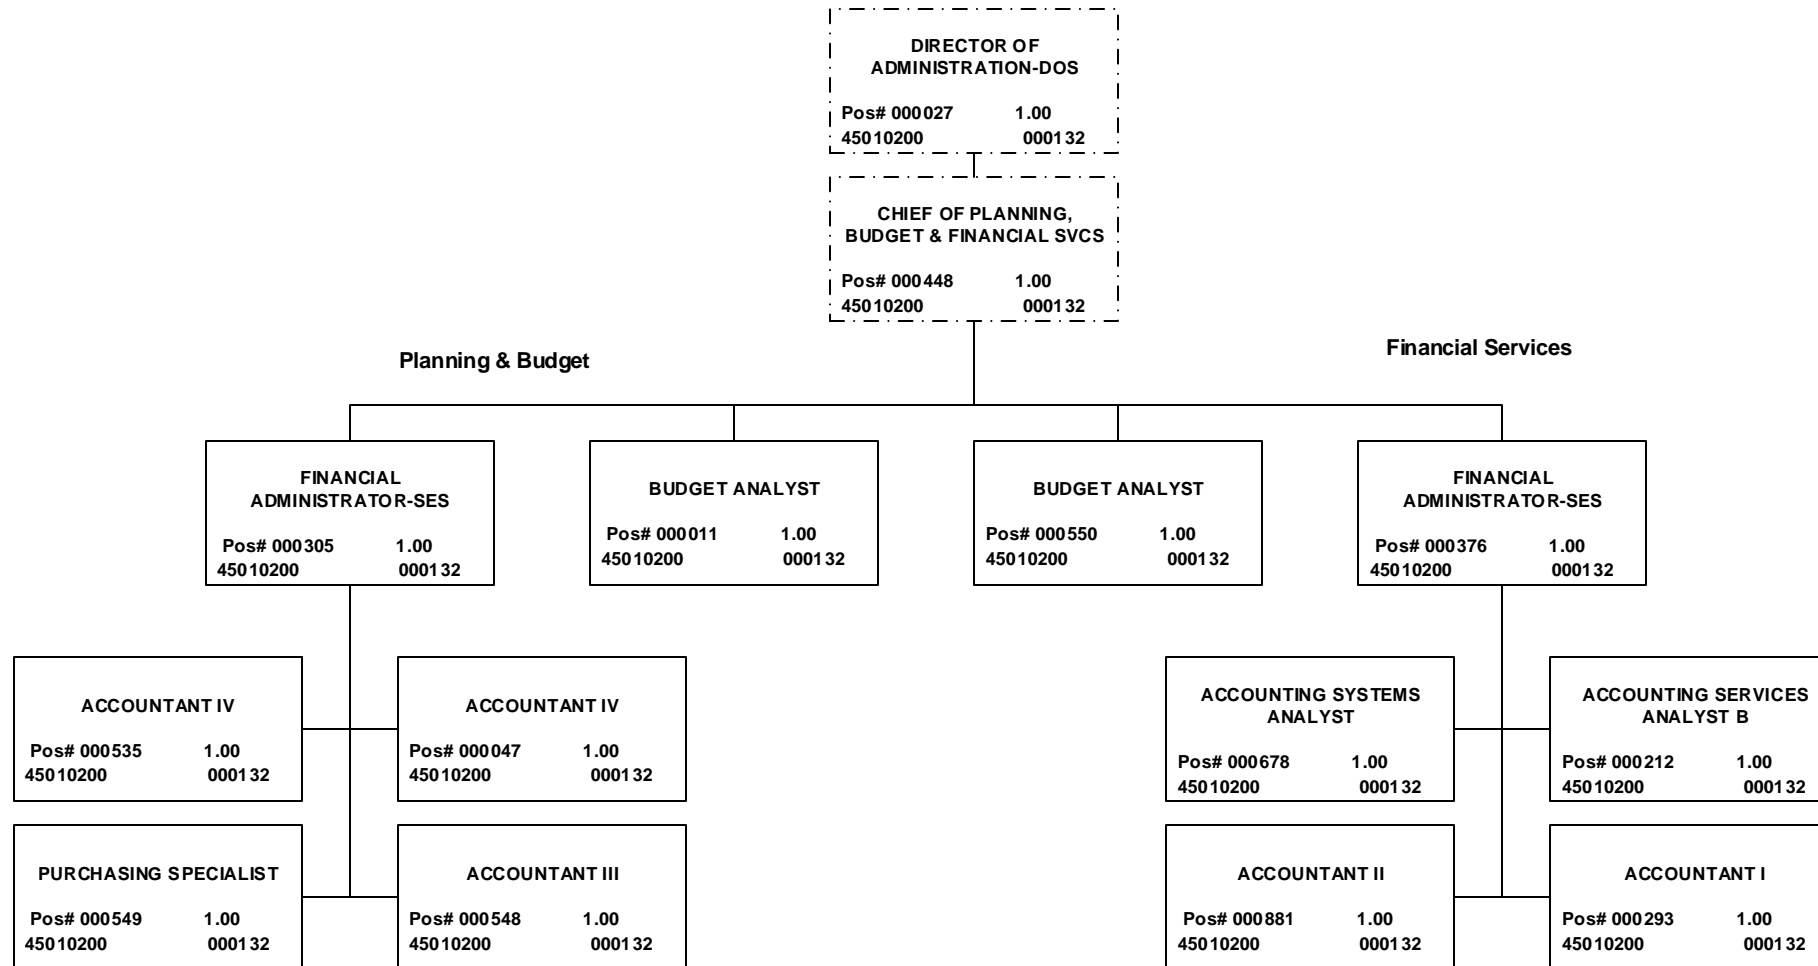 DIRECTOR OF
ADMINISTRATION-DOS
Pos# 000027 1.00
45010200 000132
CHIEF OF PLANNING,
BUDGET & FINANCIAL SVCS
Pos# 000448 1.00
45010200 000132
Planning & Budget
Financial Services
FINANCIAL
ADMINISTRATOR-SES
Pos# 000305 1.00
45010200 000132
BUDGET ANALYST
Pos# 000011 1.00
45010200 000132
BUDGET ANALYST
Pos# 000550 1.00
45010200 000132
FINANCIAL
ADMINISTRATOR-SES
Pos# 000376 1.00
45010200 000132
ACCOUNTANT IV
Pos# 000535 1.00
45010200 000132
ACCOUNTANT IV
Pos# 000047 1.00
45010200 000132
ACCOUNTING SYSTEMS
ANALYST
Pos# 000678 1.00
45010200 000132
ACCOUNTING SERVICES
ANALYST B
Pos# 000212 1.00
45010200 000132
PURCHASING SPECIALIST
Pos# 000549 1.00
45010200 000132
ACCOUNTANT III
Pos# 000548 1.00
45010200 000132
ACCOUNTANT II
Pos# 000881 1.00
45010200 000132
ACCOUNTANT I
Pos# 000293 1.00
45010200 000132